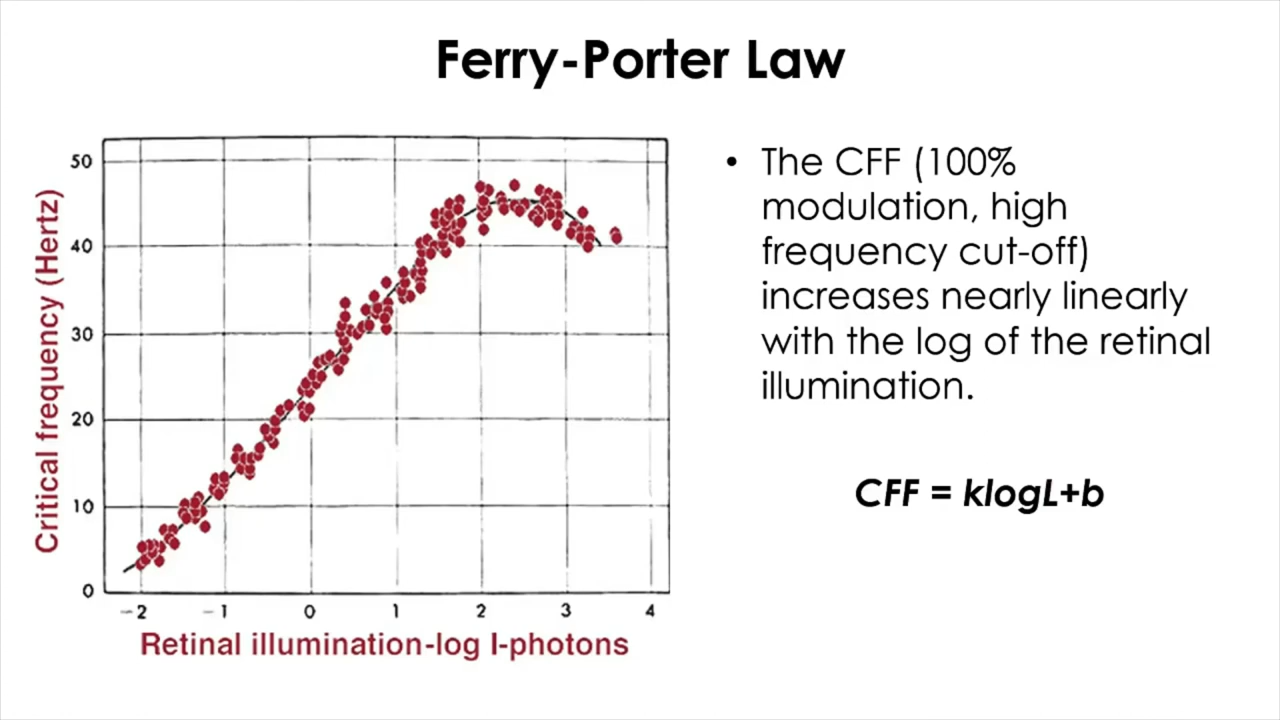 Ferry-Porter Law
50
40
30
20
10
0
−2 −1 0 1 2 3 4
Critical frequency (Hertz)
Retinal illumination-log I-photons
• The CFF (100%
modulation, high
frequency cut-off)
increases nearly linearly
with the log of the retinal
illumination.
CFF = klogL+b